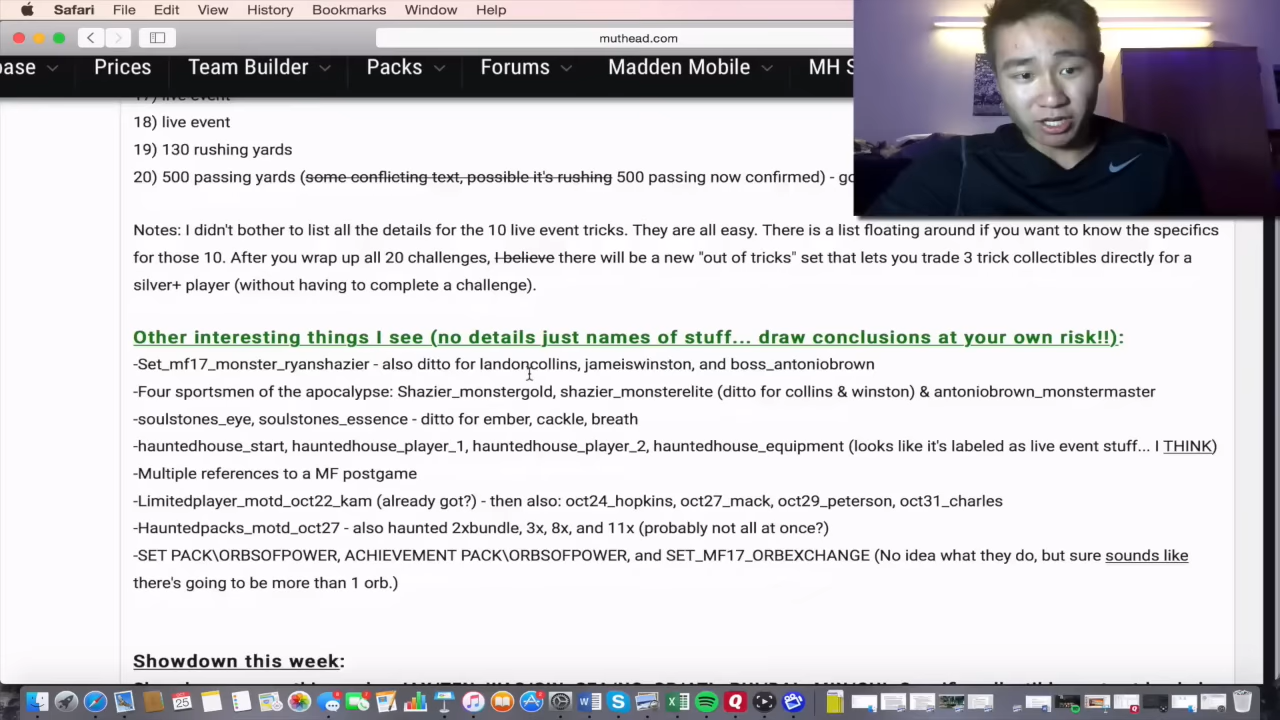 Safari File Edit View History Bookmarks Window Help
muthead.com
Prices Team Builder Packs Forums Madden Mobile MH
17) live event
18) live event
19) 130 rushing yards
20) 500 passing yards (some conflicting text, possible it's rushing 500 passing now confirmed) -
Notes: I didn't bother to list all the details for the 10 live event tricks. They are all easy. There is a list floating around if you want to know the specifics
for those 10. After you wrap up all 20 challenges, I believe there will be a new "out of tricks" set that lets you trade 3 trick collectibles directly for a
silver+ player (without having to complete a challenge).
Other interesting things I see (no details just names of stuff... draw conclusions at your own risk!!):
-Set_mf17_monster_ryanshazier - also ditto for landoncollins, jameiswinston, and boss_antoniobrown
-Four sportsmen of the apocalypse: Shazier_monstergold, shazier_monsterelite (ditto for collins & winston) & antoniobrown_monstermaster
-soulstones_eye, soulstones_essence - ditto for ember, cackle, breath
-hauntedhouse_start, hauntedhouse_player_1, hauntedhouse_player_2, hauntedhouse_equipment (looks like it's labeled as live event stuff... I THINK)
-Multiple references to a MF postgame
-Limitedplayer_motd_oct22_kam (already got?) - then also: oct24_hopkins, oct27_mack, oct29_peterson, oct31_charles
-Hauntedpacks_motd_oct27 - also haunted 2xbundle, 3x, 8x, and 11x (probably not all at once?)
-SET PACK\ORBSOFPOWER, ACHIEVEMENT PACK\ORBSOFPOWER, and SET_MF17_ORBEXCHANGE (No idea what they do, but sure sounds like
there's going to be more than 1 orb.)
Showdown this week: